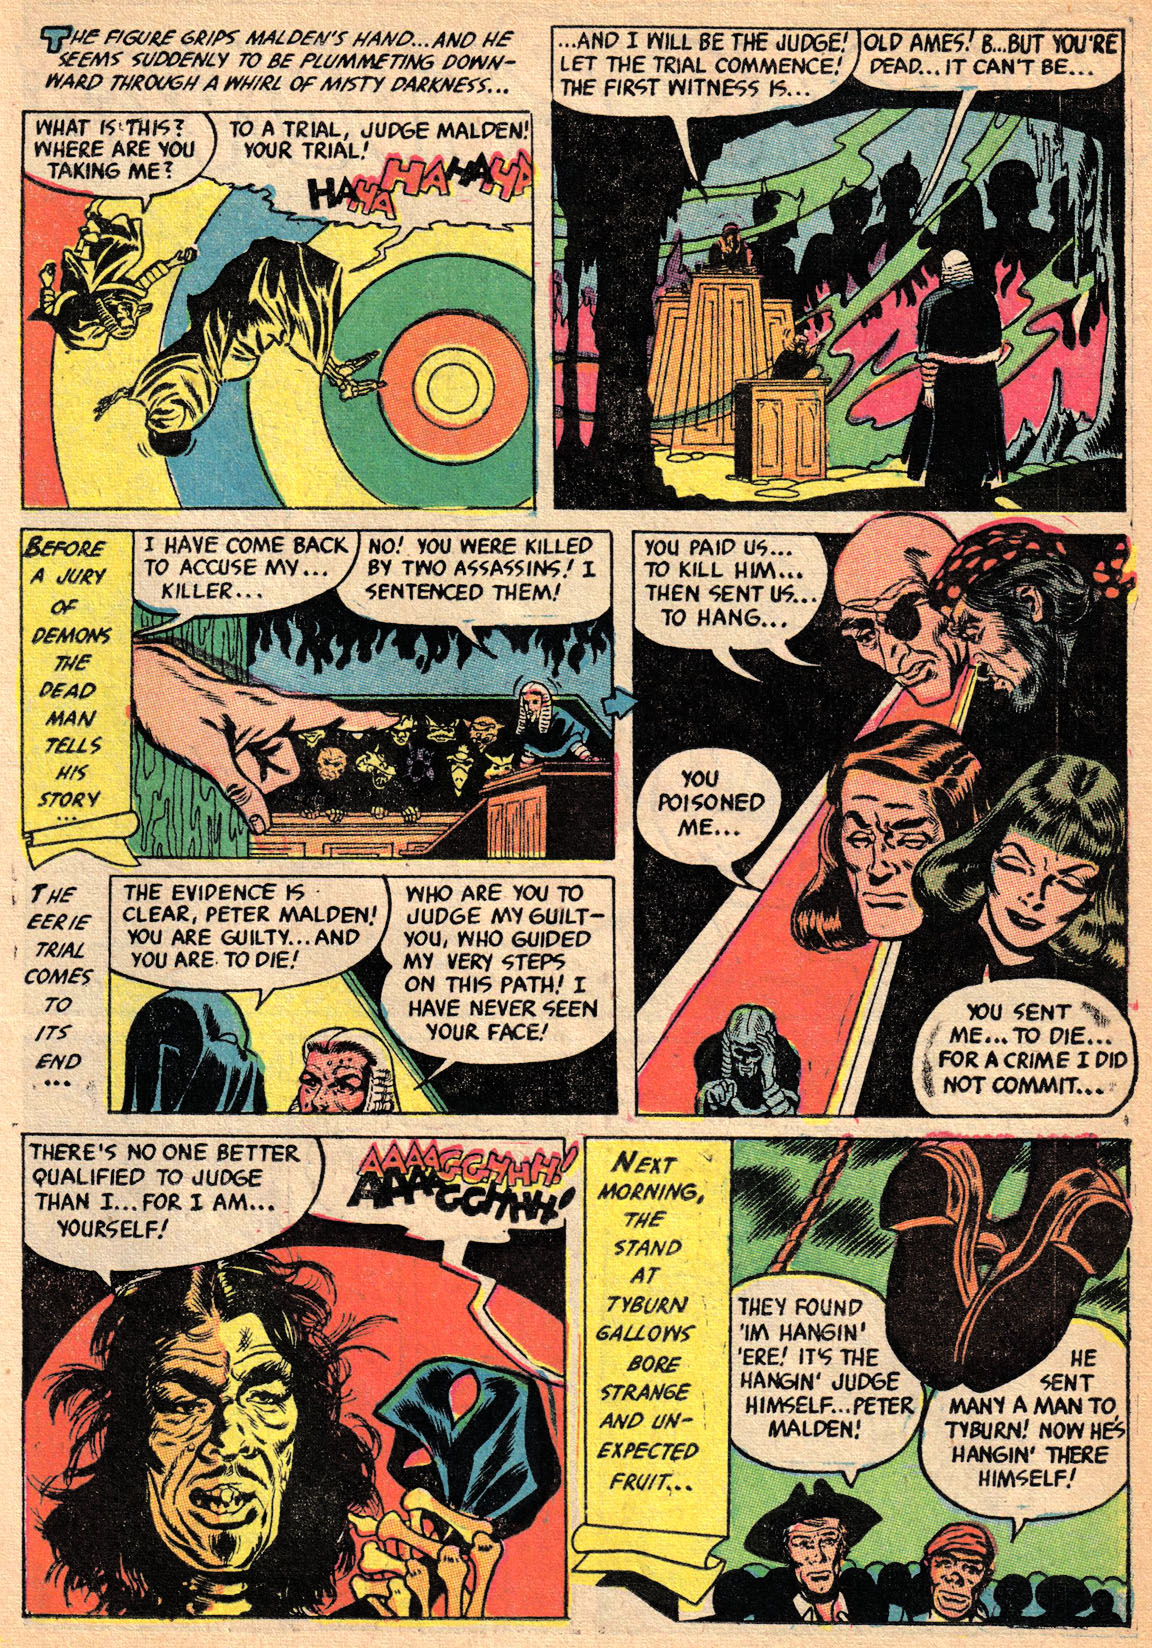 THE FIGURE GRIPS MALDEN'S HAND...AND HE
SEEMS SUDDENLY TO BE PLUMMETING DOWN-
WARD THROUGH A WHIRL OF MISTY DARKNESS...
WHAT IS THIS?
WHERE ARE YOU
TAKING ME?
TO A TRIAL, JUDGE MALDEN!
YOUR TRIAL!
HA HA HA HA HA
...AND I WILL BE THE JUDGE!
LET THE TRIAL COMMENCE!
THE FIRST WITNESS IS...
OLD AMES! B...BUT YOU'RE
DEAD...IT CAN'T BE...
BEFORE
A JURY
OF
DEMONS
THE
DEAD
MAN
TELLS
HIS
STORY
...
I HAVE COME BACK
TO ACCUSE MY...
KILLER...
NO! YOU WERE KILLED
BY TWO ASSASSINS! I
SENTENCED THEM!
YOU PAID US...
TO KILL HIM...
THEN SENT US...
TO HANG...
YOU
POISONED
ME...
YOU SENT
ME...TO DIE...
FOR A CRIME I DID
NOT COMMIT...
THE
EERIE
TRIAL
COMES
TO
ITS
END
...
THE EVIDENCE IS
CLEAR, PETER MALDEN!
YOU ARE GUILTY...AND
YOU ARE TO DIE!
WHO ARE YOU TO
JUDGE MY GUILT-
YOU, WHO GUIDED
MY VERY STEPS
ON THIS PATH! I
HAVE NEVER SEEN
YOUR FACE!
THERE'S NO ONE BETTER
QUALIFIED TO JUDGE
THAN I...FOR I AM...
YOURSELF!
AAAAGGHHH!
NEXT
MORNING,
THE
STAND
AT
TYBURN
GALLOWS
BORE
STRANGE
AND UN-
EXPECTED
FRUIT...
THEY FOUND
'IM HANGIN'
'ERE! IT'S THE
HANGIN' JUDGE
HIMSELF...PETER
MALDEN!
HE
SENT
MANY A MAN TO
TYBURN! NOW HE'S
HANGIN' THERE
HIMSELF!